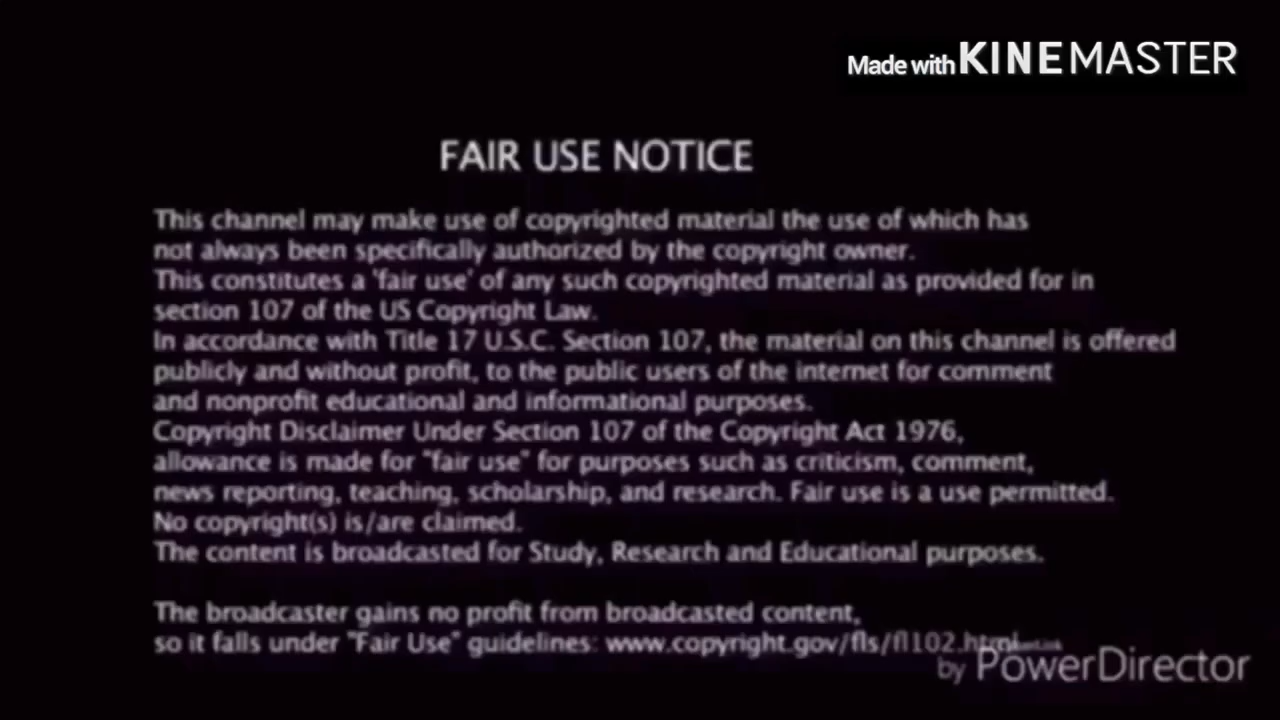 Made with KINEMASTER
FAIR USE NOTICE
This channel may make use of copyrighted material the use of which has
not always been specifically authorized by the copyright owner.
This constitutes a 'fair use' of any such copyrighted material as provided for in
section 107 of the US Copyright Law.
In accordance with Title 17 U.S.C. Section 107, the material on this channel is offered
publicly and without profit, to the public users of the internet for comment
and nonprofit educational and informational purposes.
Copyright Disclaimer Under Section 107 of the Copyright Act 1976,
allowance is made for "fair use" for purposes such as criticism, comment,
news reporting, teaching, scholarship, and research. Fair use is a use permitted.
No copyright(s) is/are claimed.
The content is broadcasted for Study, Research and Educational purposes.
The broadcaster gains no profit from broadcasted content,
so it falls under "Fair Use" guidelines: www.copyright.gov/fls/fl102.html
by PowerDirector